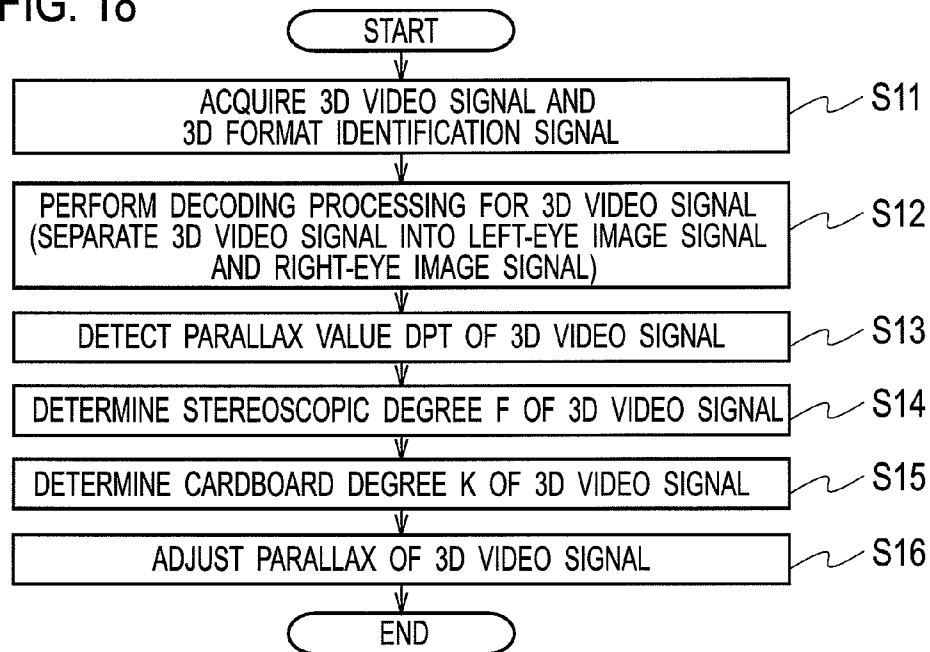 FIG. 18
START
ACQUIRE 3D VIDEO SIGNAL AND
3D FORMAT IDENTIFICATION SIGNAL
S11
PERFORM DECODING PROCESSING FOR 3D VIDEO SIGNAL
(SEPARATE 3D VIDEO SIGNAL INTO LEFT-EYE IMAGE SIGNAL
AND RIGHT-EYE IMAGE SIGNAL)
S12
DETECT PARALLAX VALUE DPT OF 3D VIDEO SIGNAL
S13
DETERMINE STEREOSCOPIC DEGREE F OF 3D VIDEO SIGNAL
S14
DETERMINE CARDBOARD DEGREE K OF 3D VIDEO SIGNAL
S15
ADJUST PARALLAX OF 3D VIDEO SIGNAL
S16
END